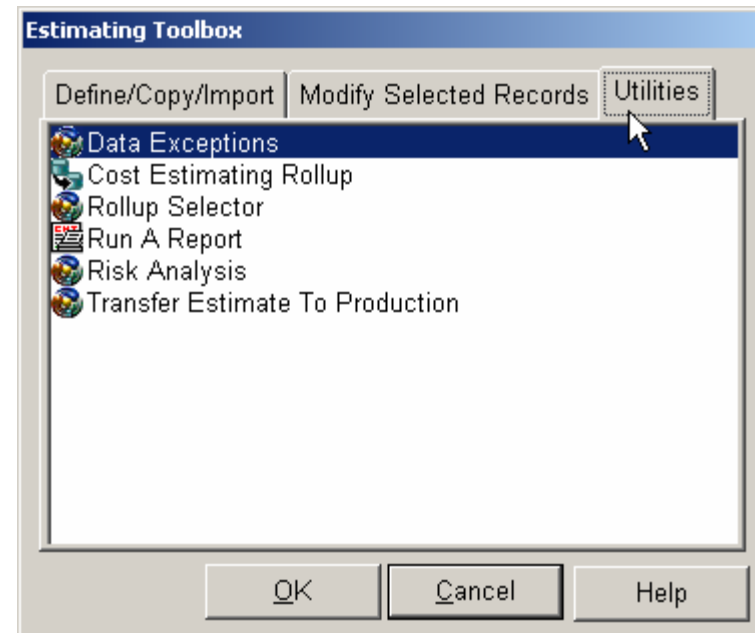 Estimating Toolbox
Define/Copy/Import Modify Selected Records Utilities
Data Exceptions
Cost Estimating Rollup
Rollup Selector
Run A Report
Risk Analysis
Transfer Estimate To Production
OK Cancel Help